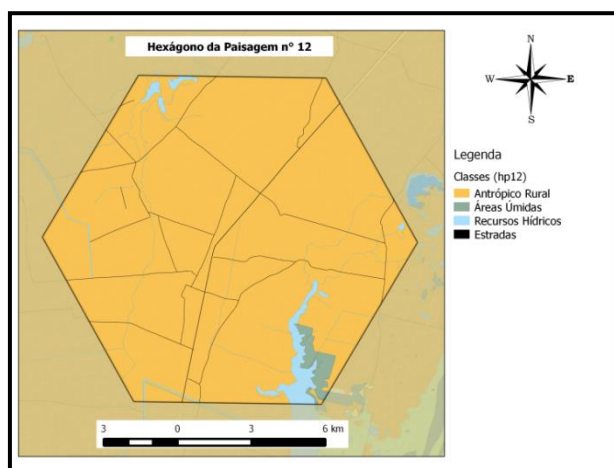 Hexágono da Paisagem n° 12
N
W
E
S
Legenda
Classes (hp12)
Antrópico Rural
Áreas Úmidas
Recursos Hídricos
Estradas
3 0 3 6 km